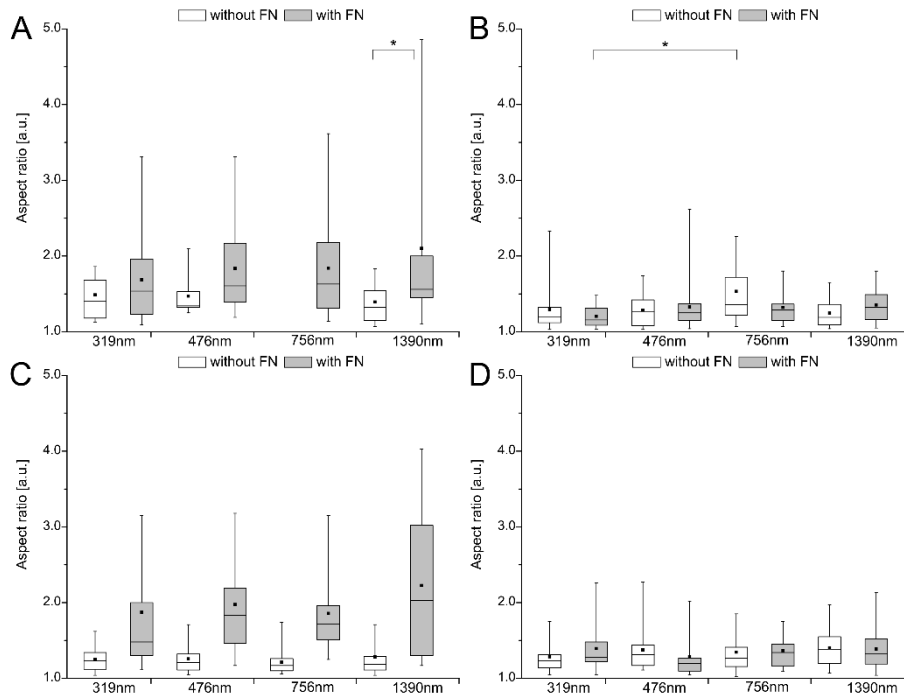 A
without FN with FN
*
Aspect ratio [a.u.]
5.0
4.0
3.0
2.0
1.0
319nm 476nm 756nm 1390nm
B
without FN with FN
*
Aspect ratio [a.u.]
5.0
4.0
3.0
2.0
1.0
319nm 476nm 756nm 1390nm
C
without FN with FN
Aspect ratio [a.u.]
5.0
4.0
3.0
2.0
1.0
319nm 476nm 756nm 1390nm
D
without FN with FN
Aspect ratio [a.u.]
5.0
4.0
3.0
2.0
1.0
319nm 476nm 756nm 1390nm